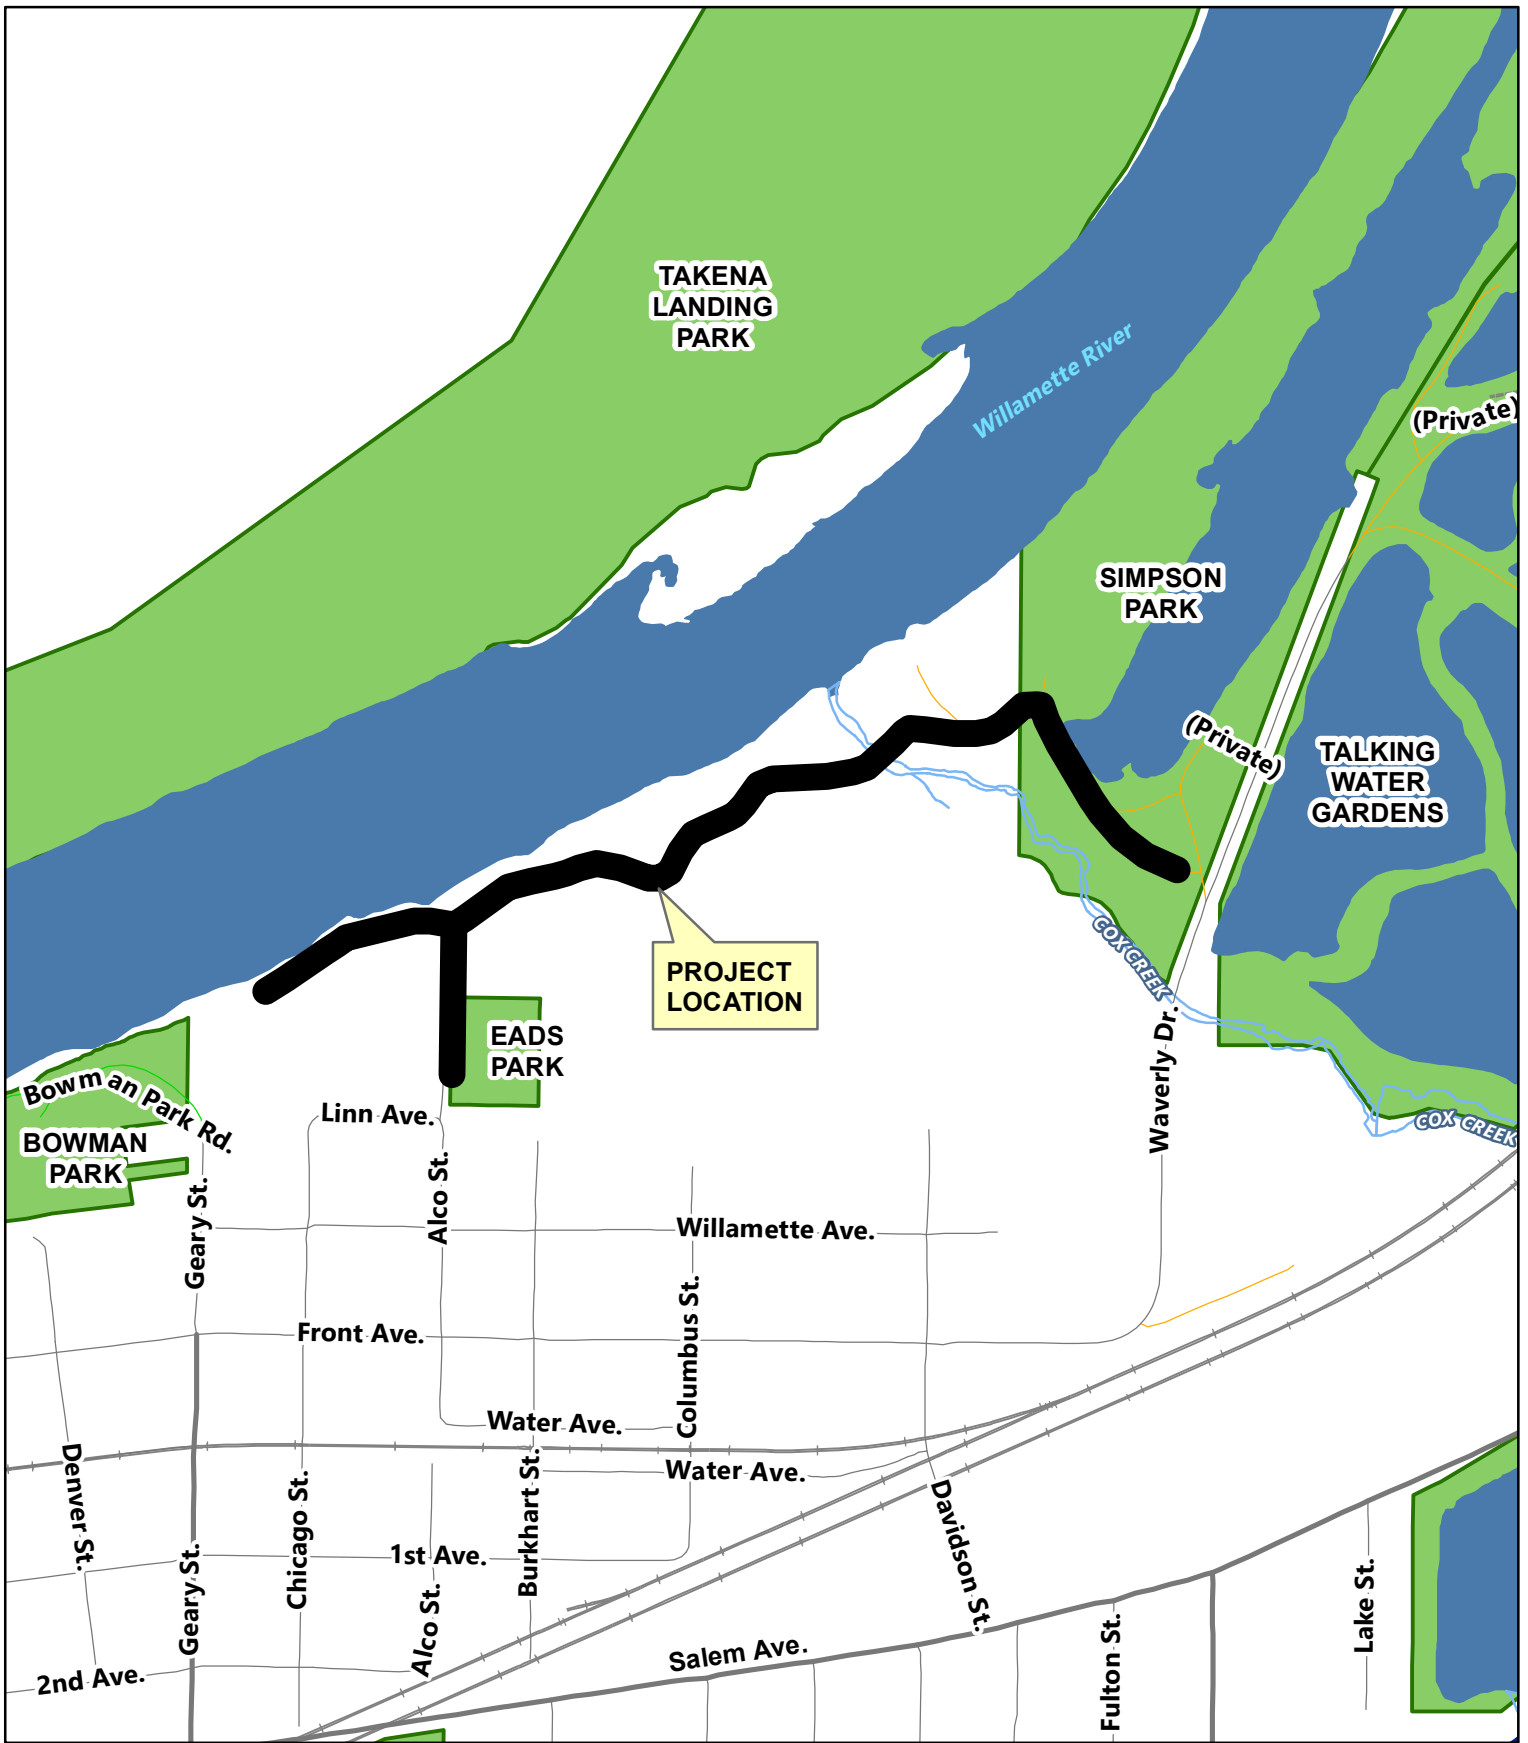 TAKENA
LANDING
PARK
Willamette River
(Private)
SIMPSON
PARK
(Private)
TALKING
WATER
GARDENS
PROJECT
LOCATION
COX CREEK
EADS
PARK
Bowman Park Rd.
BOWMAN
PARK
Linn Ave.
Waverly Dr.
COX CREEK
Geary St.
Alco St.
Willamette Ave.
Front Ave.
Columbus St.
Water Ave.
Water Ave.
Denver St.
Chicago St.
Burkhart St.
Davidson St.
1st Ave.
Geary St.
Alco St.
Lake St.
Fulton St.
Salem Ave.
2nd Ave.